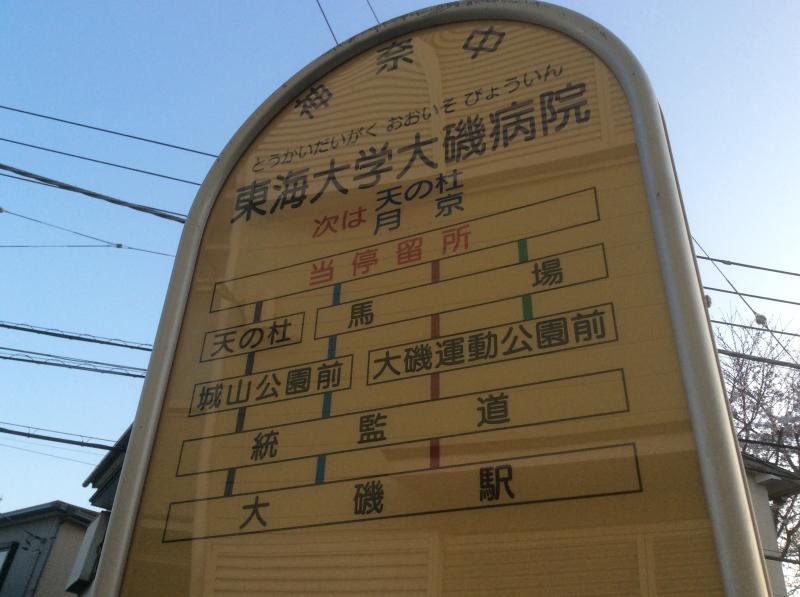 神奈中
とうかいだいがく おおいそ びょういん
東海大学大磯病院
次は 天の杜
月京
当停留所
天の杜 馬場
城山公園前 大磯運動公園前
統監道
大磯駅